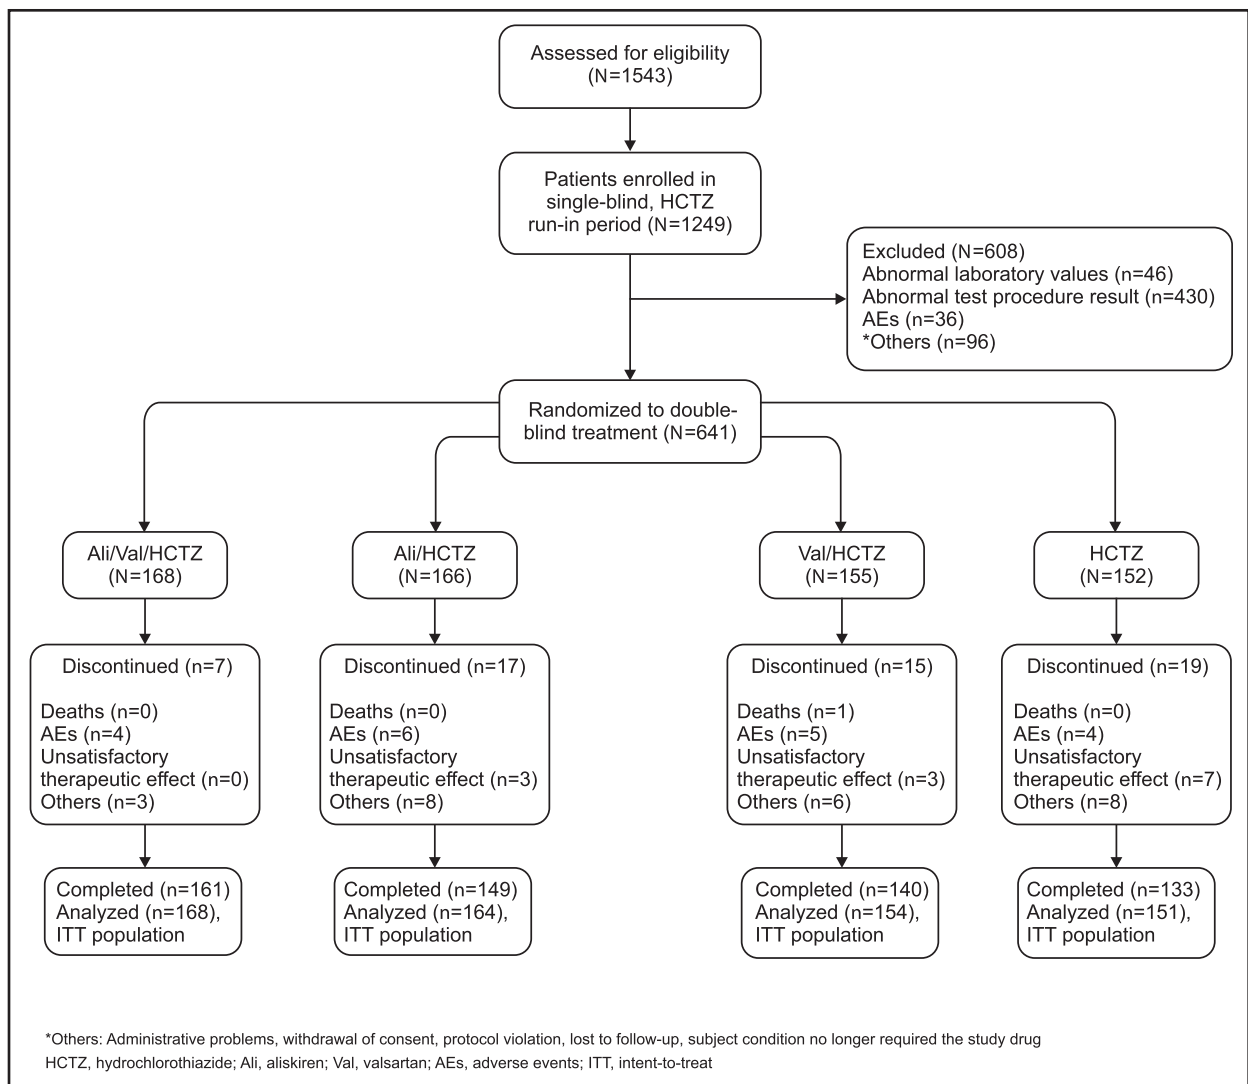 Assessed for eligibility
(N=1543)
Patients enrolled in
single-blind, HCTZ
run-in period (N=1249)
Excluded (N=608)
Abnormal laboratory values (n=46)
Abnormal test procedure result (n=430)
AEs (n=36)
*Others (n=96)
Randomized to double-
blind treatment (N=641)
Ali/Val/HCTZ
(N=168)
Ali/HCTZ
(N=166)
Val/HCTZ
(N=155)
HCTZ
(N=152)
Discontinued (n=7)
Deaths (n=0)
AEs (n=4)
Unsatisfactory
therapeutic effect (n=0)
Others (n=3)
Discontinued (n=17)
Deaths (n=0)
AEs (n=6)
Unsatisfactory
therapeutic effect (n=3)
Others (n=8)
Discontinued (n=15)
Deaths (n=1)
AEs (n=5)
Unsatisfactory
therapeutic effect (n=3)
Others (n=6)
Discontinued (n=19)
Deaths (n=0)
AEs (n=4)
Unsatisfactory
therapeutic effect (n=7)
Others (n=8)
Completed (n=161)
Analyzed (n=168),
ITT population
Completed (n=149)
Analyzed (n=164),
ITT population
Completed (n=140)
Analyzed (n=154),
ITT population
Completed (n=133)
Analyzed (n=151),
ITT population
*Others: Administrative problems, withdrawal of consent, protocol violation, lost to follow-up, subject condition no longer required the study drug
HCTZ, hydrochlorothiazide; Ali, aliskiren; Val, valsartan; AEs, adverse events; ITT, intent-to-treat